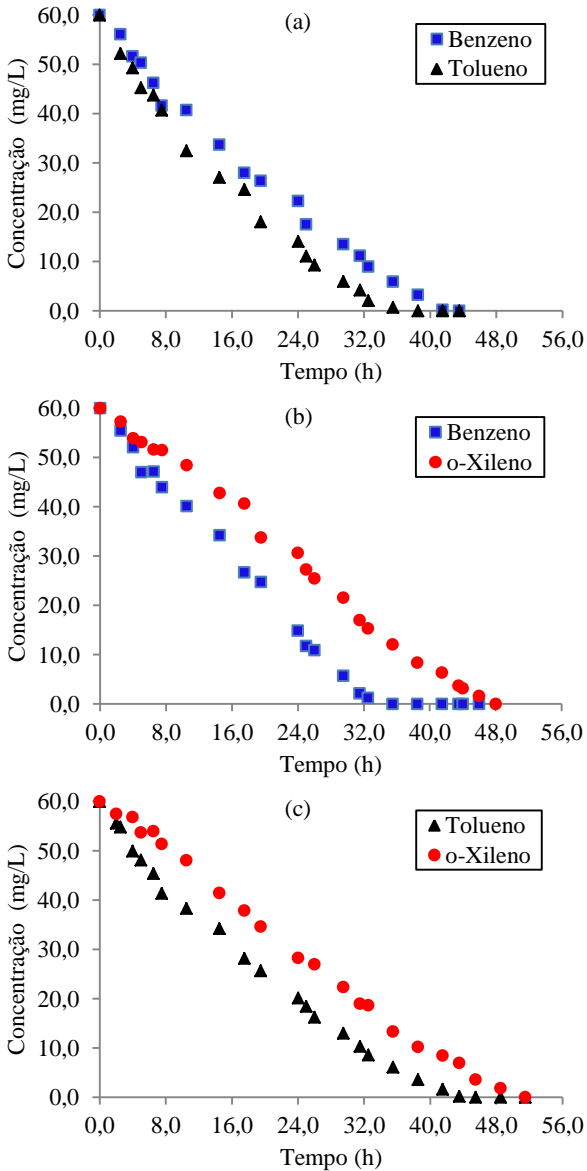 (a)
Benzeno
Tolueno
Concentração (mg/L)
60,0
50,0
40,0
30,0
20,0
10,0
0,0
0,0 8,0 16,0 24,0 32,0 40,0 48,0 56,0
Tempo (h)
(b)
Benzeno
o-Xileno
Concentração (mg/L)
60,0
50,0
40,0
30,0
20,0
10,0
0,0
0,0 8,0 16,0 24,0 32,0 40,0 48,0 56,0
Tempo (h)
(c)
Tolueno
o-Xileno
Concentração (mg/L)
60,0
50,0
40,0
30,0
20,0
10,0
0,0
0,0 8,0 16,0 24,0 32,0 40,0 48,0 56,0
Tempo (h)